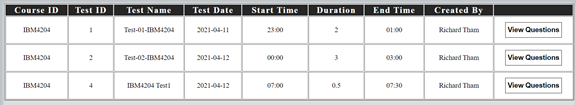 Course ID Test ID Test Name Test Date Start Time Duration End Time Created By
IBM4204 1 Test-01-IBM4204 2021-04-11 23:00 2 01:00 Richard Tham View Questions
IBM4204 2 Test-02-IBM4204 2021-04-12 00:00 3 03:00 Richard Tham View Questions
IBM4204 4 IBM4204 Test1 2021-04-12 07:00 0.5 07:30 Richard Tham View Questions